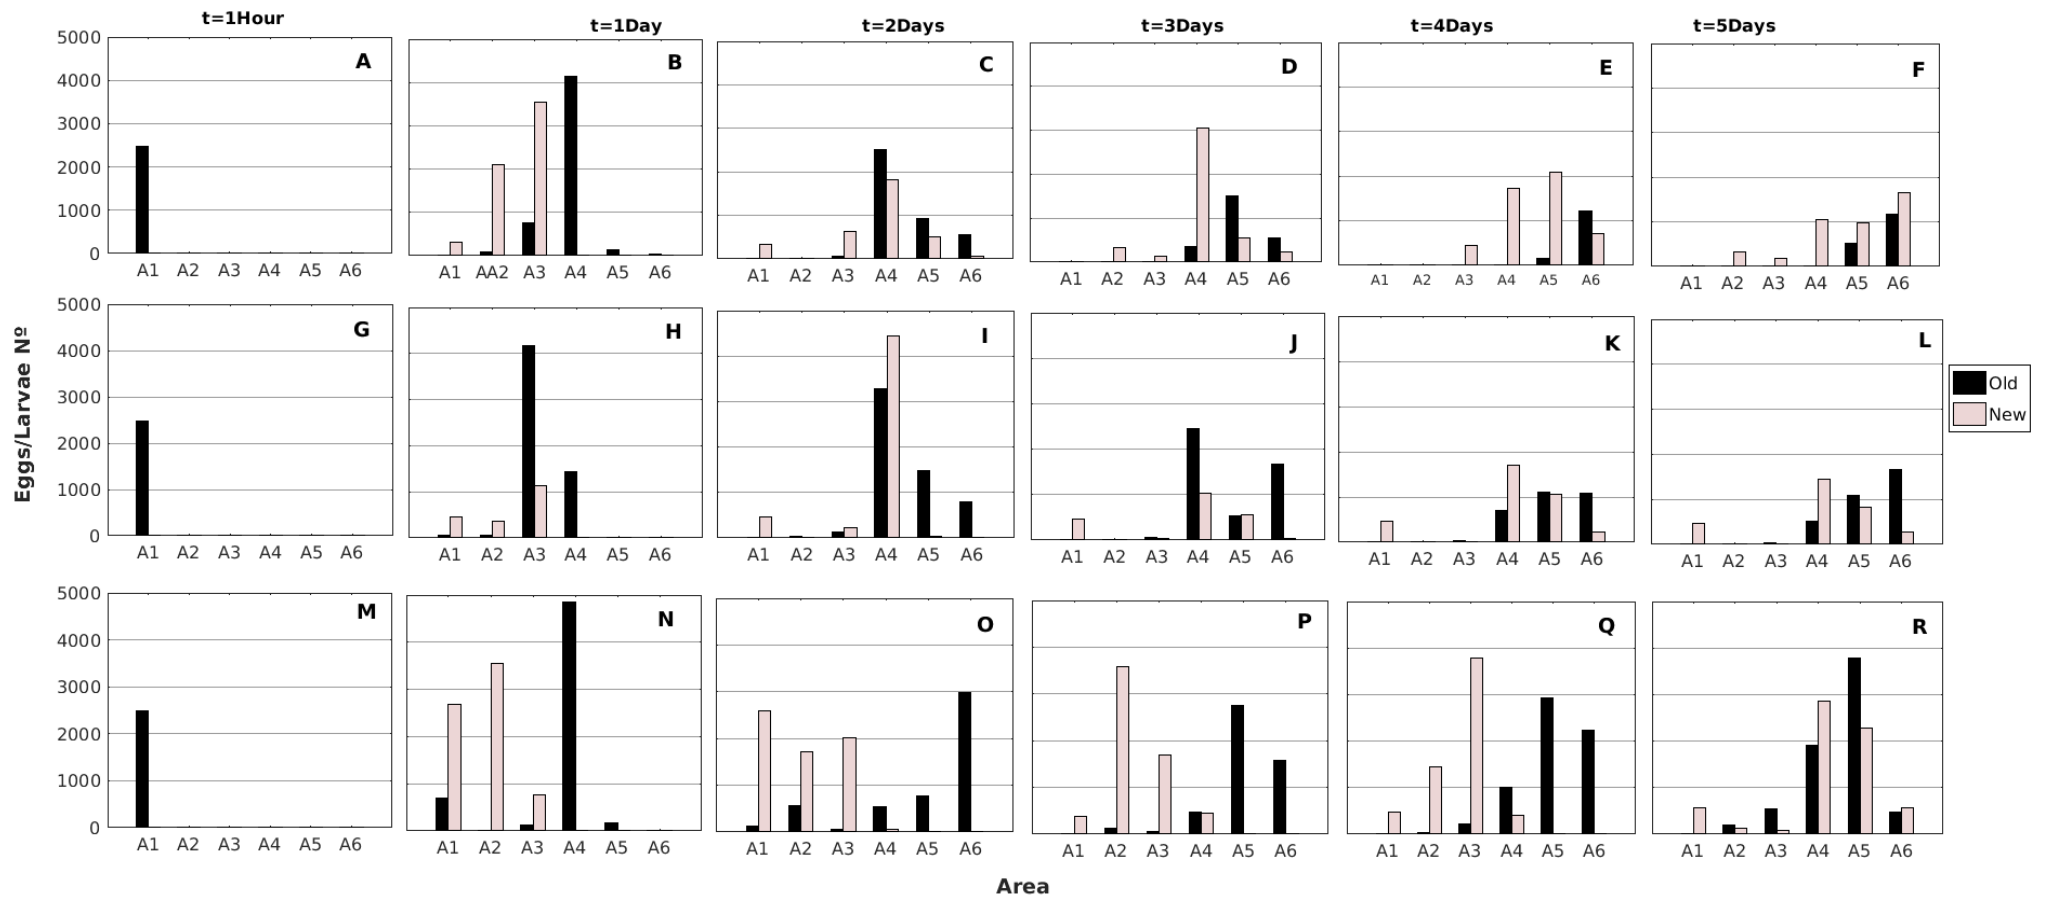 t=1Hour t=1Day t=2Days t=3Days t=4Days t=5Days
5000 A B C D E F
4000
3000
2000
1000
0
A1 A2 A3 A4 A5 A6 A1 AA2 A3 A4 A5 A6 A1 A2 A3 A4 A5 A6 A1 A2 A3 A4 A5 A6 A1 A2 A3 A4 A5 A6 A1 A2 A3 A4 A5 A6
Eggs/Larvae Nº
5000 G H I J K L
4000
3000
2000
1000
0
A1 A2 A3 A4 A5 A6 A1 A2 A3 A4 A5 A6 A1 A2 A3 A4 A5 A6 A1 A2 A3 A4 A5 A6 A1 A2 A3 A4 A5 A6 A1 A2 A3 A4 A5 A6
Old
New
5000 M N O P Q R
4000
3000
2000
1000
0
A1 A2 A3 A4 A5 A6 A1 A2 A3 A4 A5 A6 A1 A2 A3 A4 A5 A6 A1 A2 A3 A4 A5 A6 A1 A2 A3 A4 A5 A6 A1 A2 A3 A4 A5 A6
Area